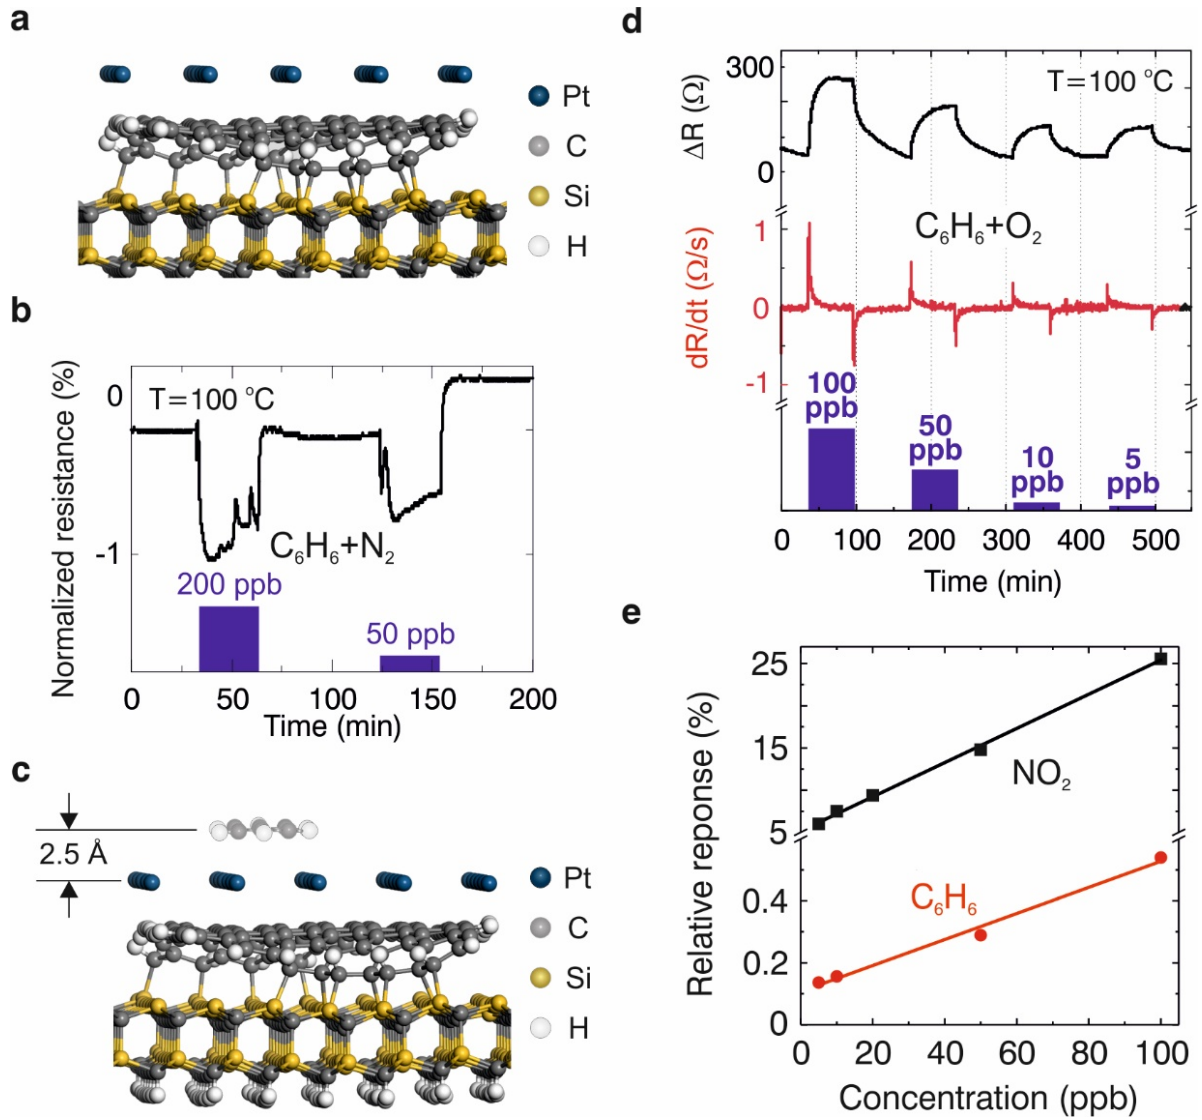 a
Pt
C
Si
H
b
Normalized resistance (%)
0
-1
T=100 °C
C₆H₆+N₂
200 ppb
50 ppb
0 50 100 150 200
Time (min)
c
2.5 Å
Pt
C
Si
H
d
ΔR (Ω)
300
0
T=100 °C
C₆H₆+O₂
dR/dt (Ω/s)
1
0
-1
100
ppb
50
ppb
10
ppb
5
ppb
0 100 200 300 400 500
Time (min)
e
Relative reponse (%)
25
15
5
0.4
0.2
0
NO₂
C₆H₆
0 20 40 60 80 100
Concentration (ppb)